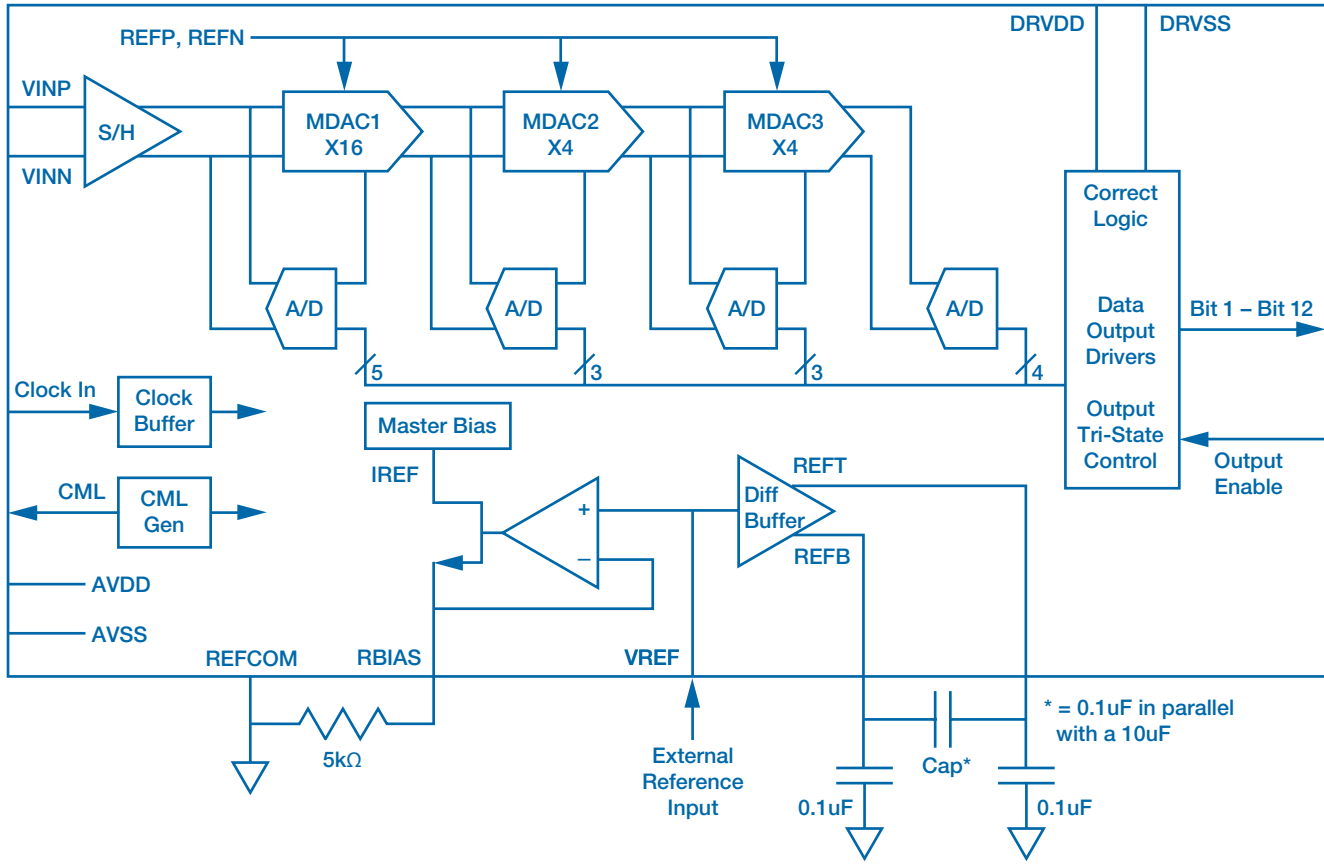 DRVDD
DRVSS
REFP, REFN
VINP
S/H
VINN
MDAC1
X16
MDAC2
X4
MDAC3
X4
Correct
Logic
A/D
A/D
A/D
A/D
Data
Output
Drivers
Bit 1 – Bit 12
5
3
3
4
Clock In
Clock
Buffer
Master Bias
Output
Tri-State
Control
Output
Enable
IREF
REFT
CML
CML
Gen
+
–
Diff
Buffer
REFB
AVDD
AVSS
REFCOM
RBIAS
VREF
* = 0.1uF in parallel
with a 10uF
5kΩ
External
Reference
Input
Cap*
0.1uF
0.1uF